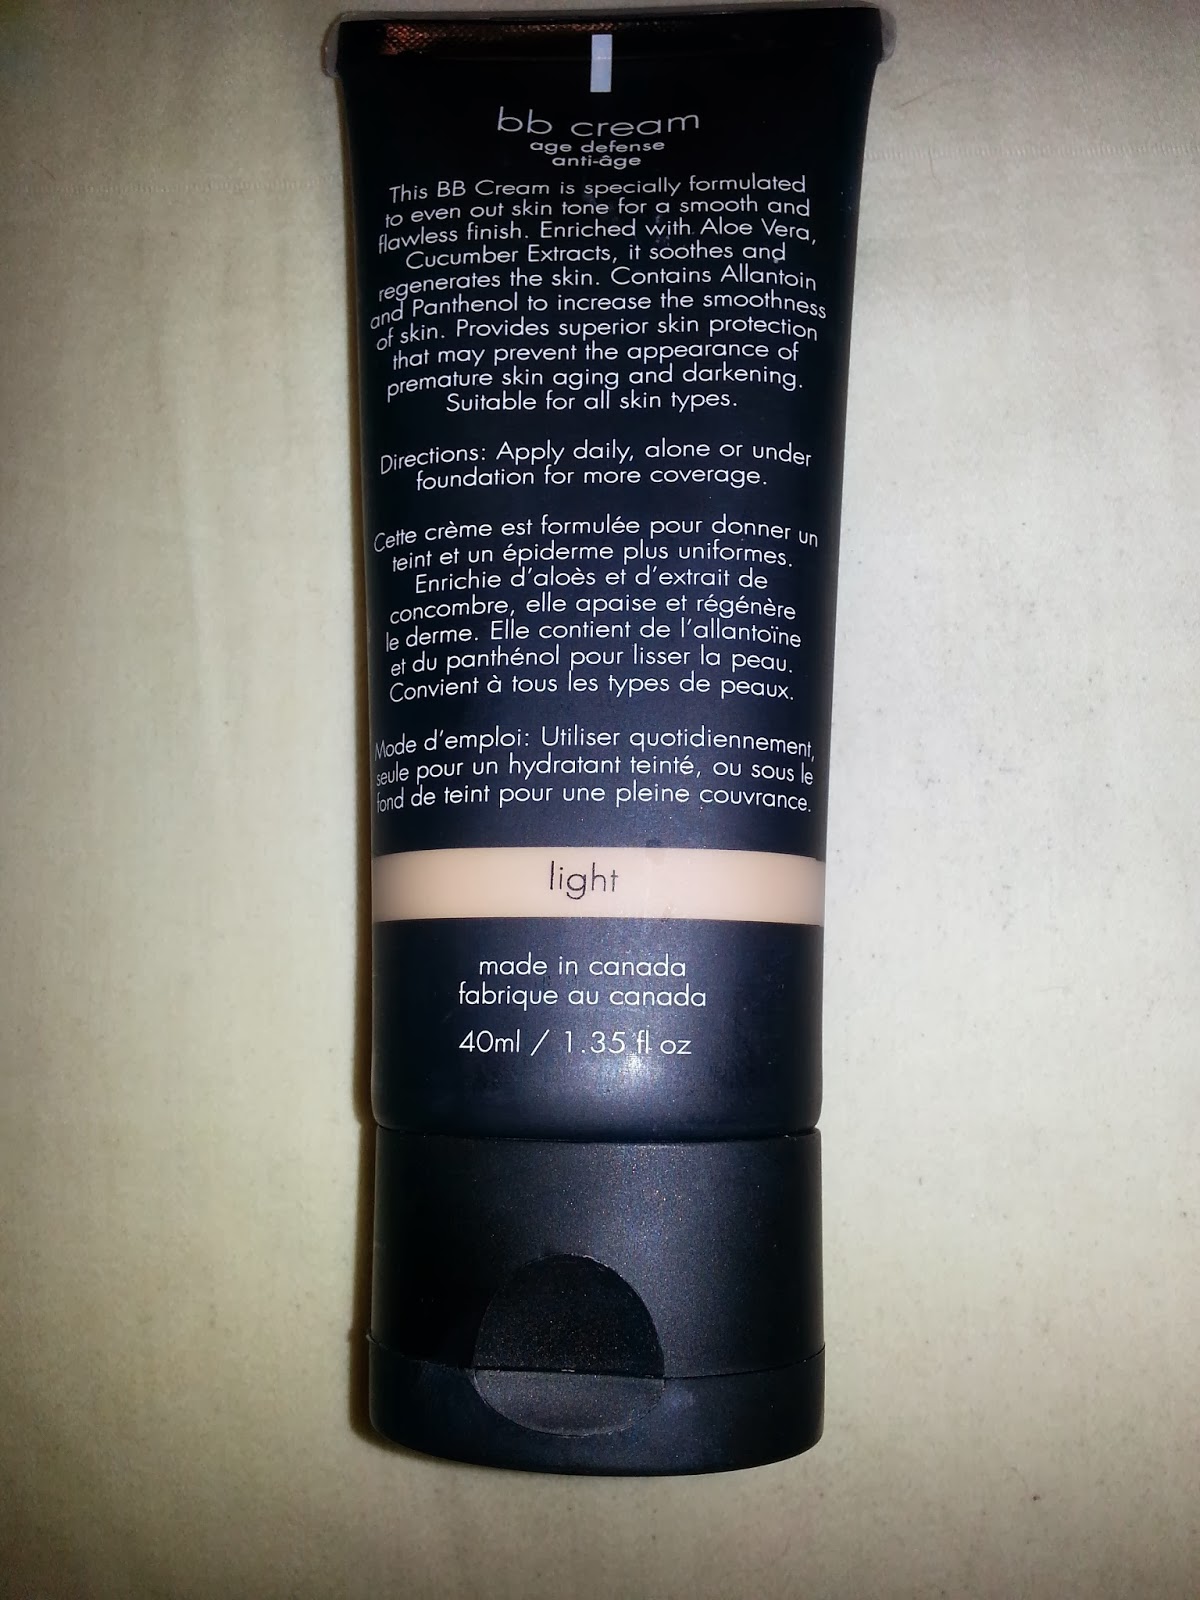 bb cream
age defense
anti-âge
This BB Cream is specially formulated
to even out skin tone for a smooth and
flawless finish. Enriched with Aloe Vera,
Cucumber Extracts, it soothes and
regenerates the skin. Contains Allantoin
and Panthenol to increase the smoothness
of skin. Provides superior skin protection
that may prevent the appearance of
premature skin aging and darkening.
Suitable for all skin types.
Directions: Apply daily, alone or under
foundation for more coverage.
Cette crème est formulée pour donner un
teint et un épiderme plus uniformes.
Enrichie d'aloès et d'extrait de
concombre, elle apaise et régénère
le derme. Elle contient de l'allantoïne
et du panthénol pour lisser la peau.
Convient à tous les types de peaux.
Mode d'emploi: Utiliser quotidiennement,
seule pour un hydratant teinté, ou sous le
fond de teint pour une pleine couvrance.
light
made in canada
fabrique au canada
40ml / 1.35 fl oz